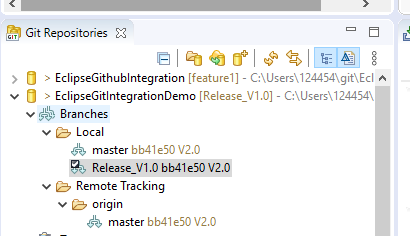 Git Repositories
> EclipseGithubIntegration [feature1] - C:\Users\124454\git\Ecl
> EclipseGitIntegrationDemo [Release_V1.0] - C:\Users\124454\
Branches
Local
master bb41e50 V2.0
Release_V1.0 bb41e50 V2.0
Remote Tracking
origin
master bb41e50 V2.0